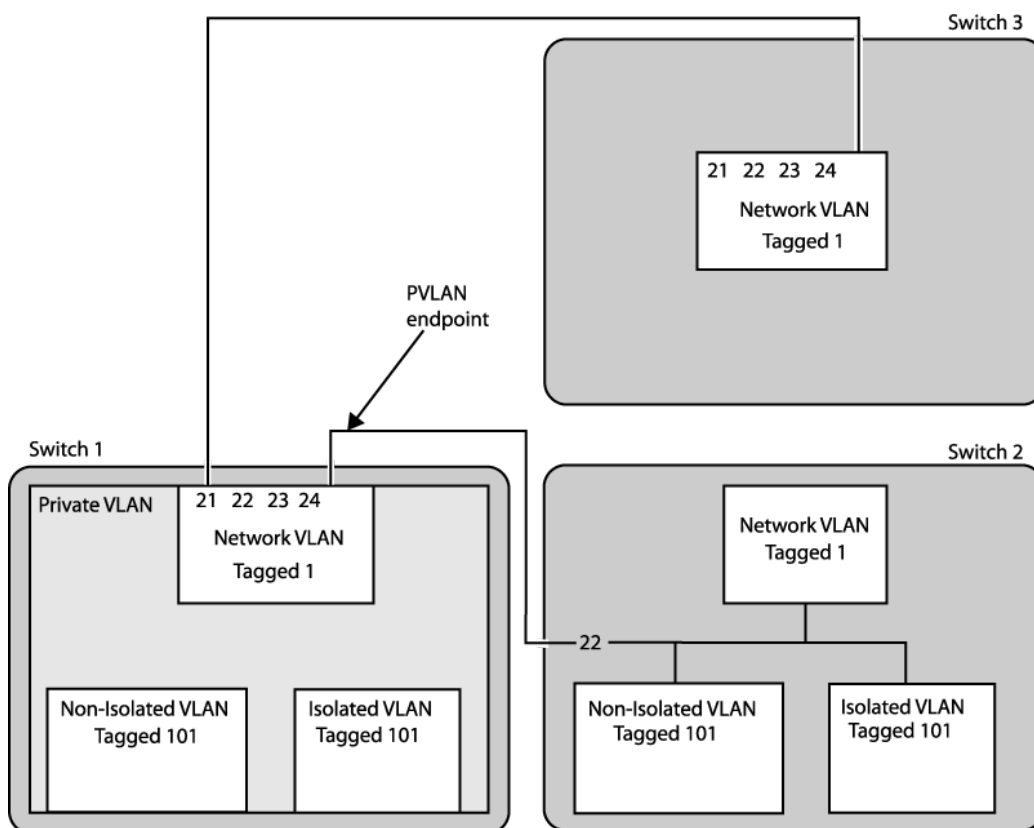 Switch 3
21 22 23 24
Network VLAN
Tagged 1
PVLAN
endpoint
Switch 1
Private VLAN
21 22 23 24
Network VLAN
Tagged 1
Non-Isolated VLAN
Tagged 101
Isolated VLAN
Tagged 101
Switch 2
Network VLAN
Tagged 1
22
Non-Isolated VLAN
Tagged 101
Isolated VLAN
Tagged 101